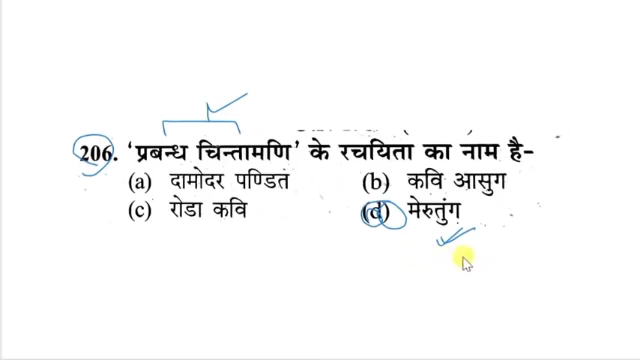 206. 'प्रबन्ध चिन्तामणि' के रचयिता का नाम है-
(a) दामोदर पण्डितं (b) कवि आसुग
(c) रोडा कवि (d) मेरुतुंग